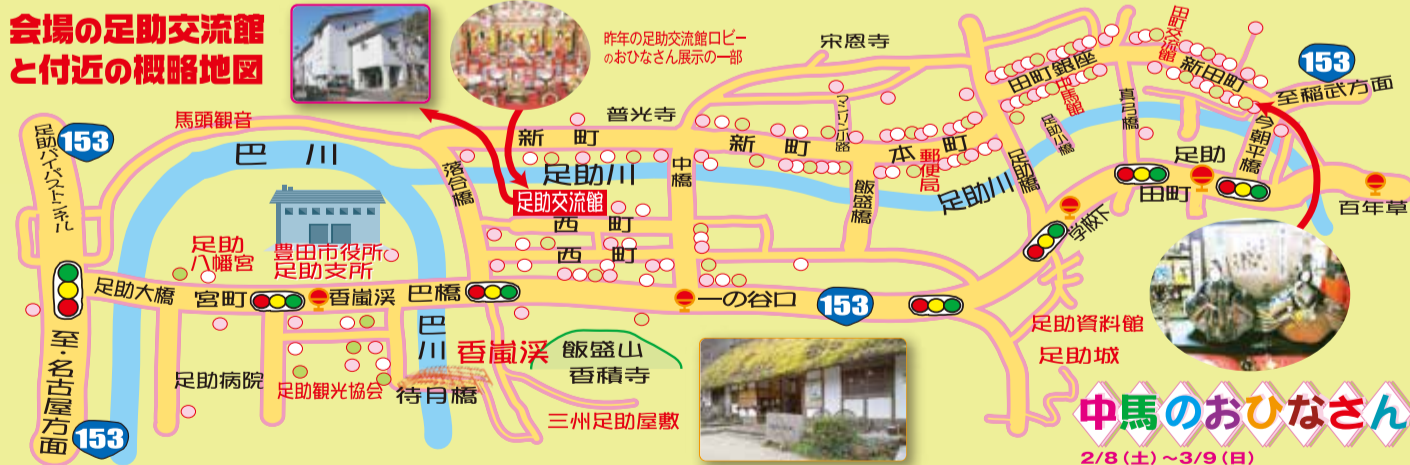 会場の足助交流館
と付近の概略地図
昨年の足助交流館ロビー
のおひなさん展示の一部
宗恩寺
田町交流館
新田町
153
至稲武方面
田町銀座
中馬館
真弓橋
足助小橋
今朝平橋
マンリン小路
普光寺
馬頭観音
153
足助バイパストンネル
巴川
新町
新町
本町
郵便局
足助川
足助川
足助橋
落合橋
中橋
飯盛橋
足助交流館
足助
田町
百年草
学校下
西町
西町
足助八幡宮
豊田市役所
足助支所
足助大橋
宮町
香嵐渓
巴橋
一の谷口
153
巴川
香嵐渓
飯盛山
香積寺
足助資料館
足助城
足助病院
足助観光協会
待月橋
三州足助屋敷
至・名古屋方面
153
中馬のおひなさん
2/8(土)~3/9(日)